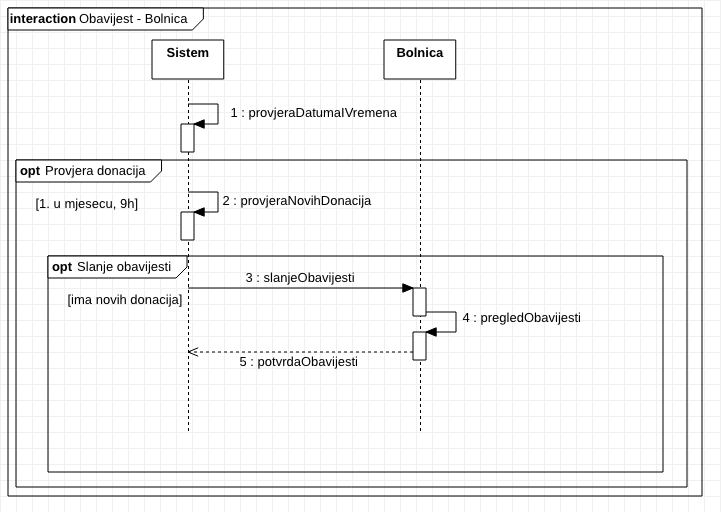 interaction Obavijest - Bolnica
Sistem
Bolnica
1 : provjeraDatumaIVremena
opt Provjera donacija
[1. u mjesecu, 9h]
2 : provjeraNovihDonacija
opt Slanje obavijesti
3 : slanjeObavijesti
[ima novih donacija]
4 : pregledObavijesti
5 : potvrdaObavijesti